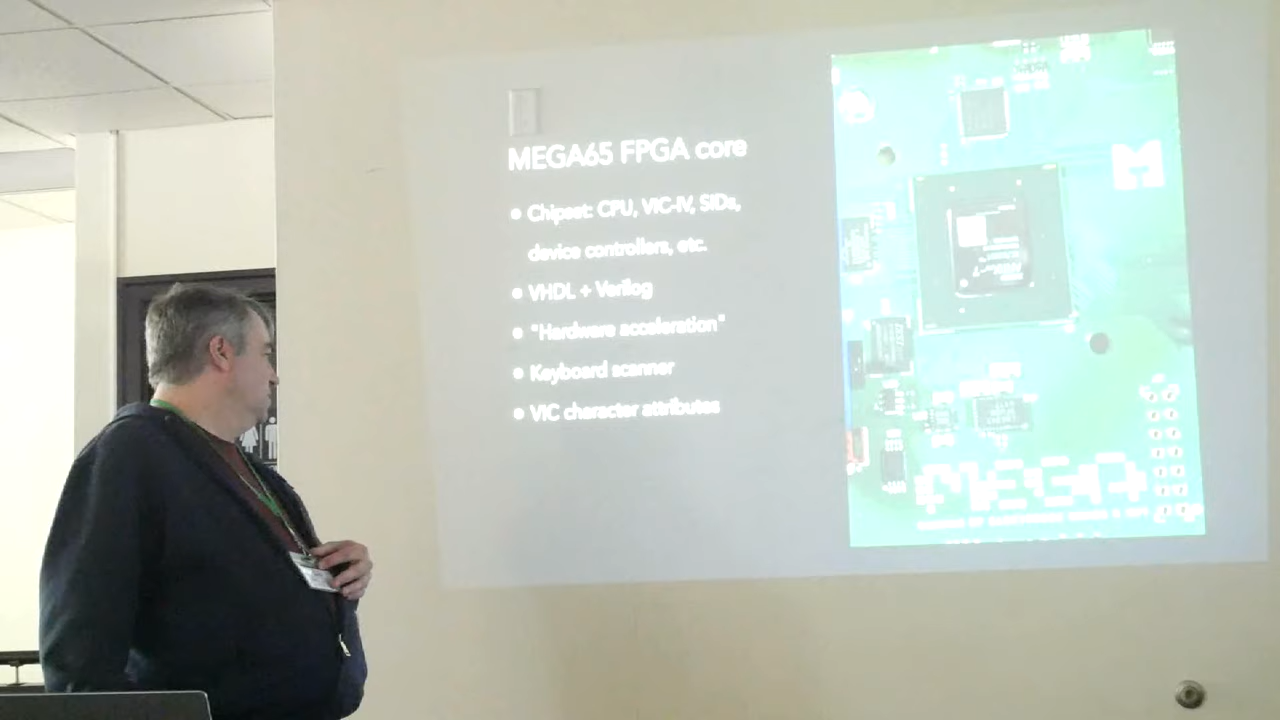 MEGA65 FPGA core
• Chipset: CPU, VIC-IV, SIDs,
device controllers, etc.
• VHDL + Verilog
• "Hardware acceleration"
• Keyboard scanner
• VIC character attributes
M
MEGA